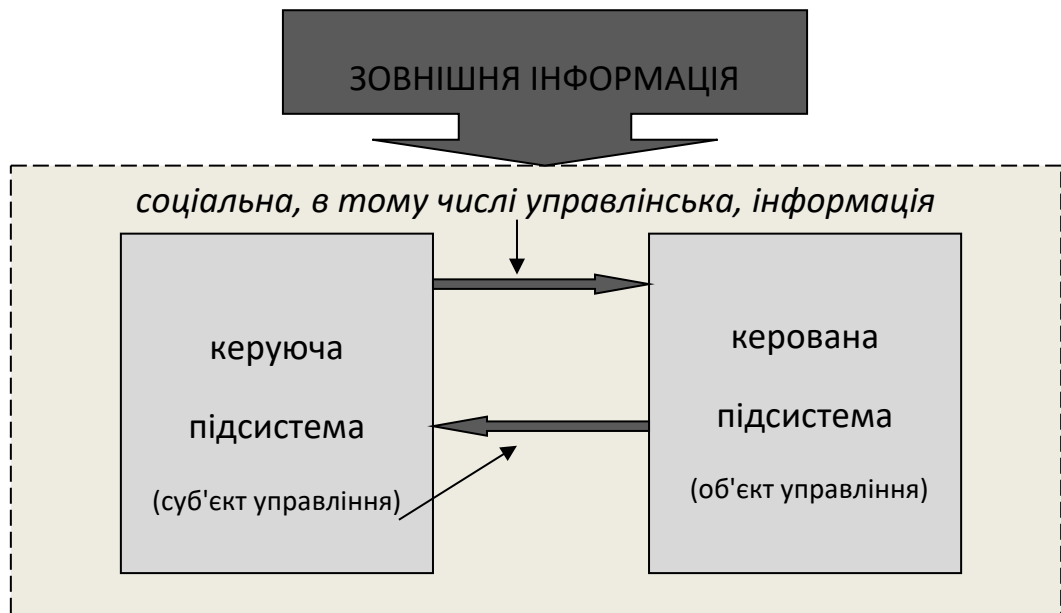 ЗОВНІШНЯ ІНФОРМАЦІЯ
соціальна, в тому числі управлінська, інформація
керуюча
підсистема
(суб'єкт управління)
керована
підсистема
(об'єкт управління)